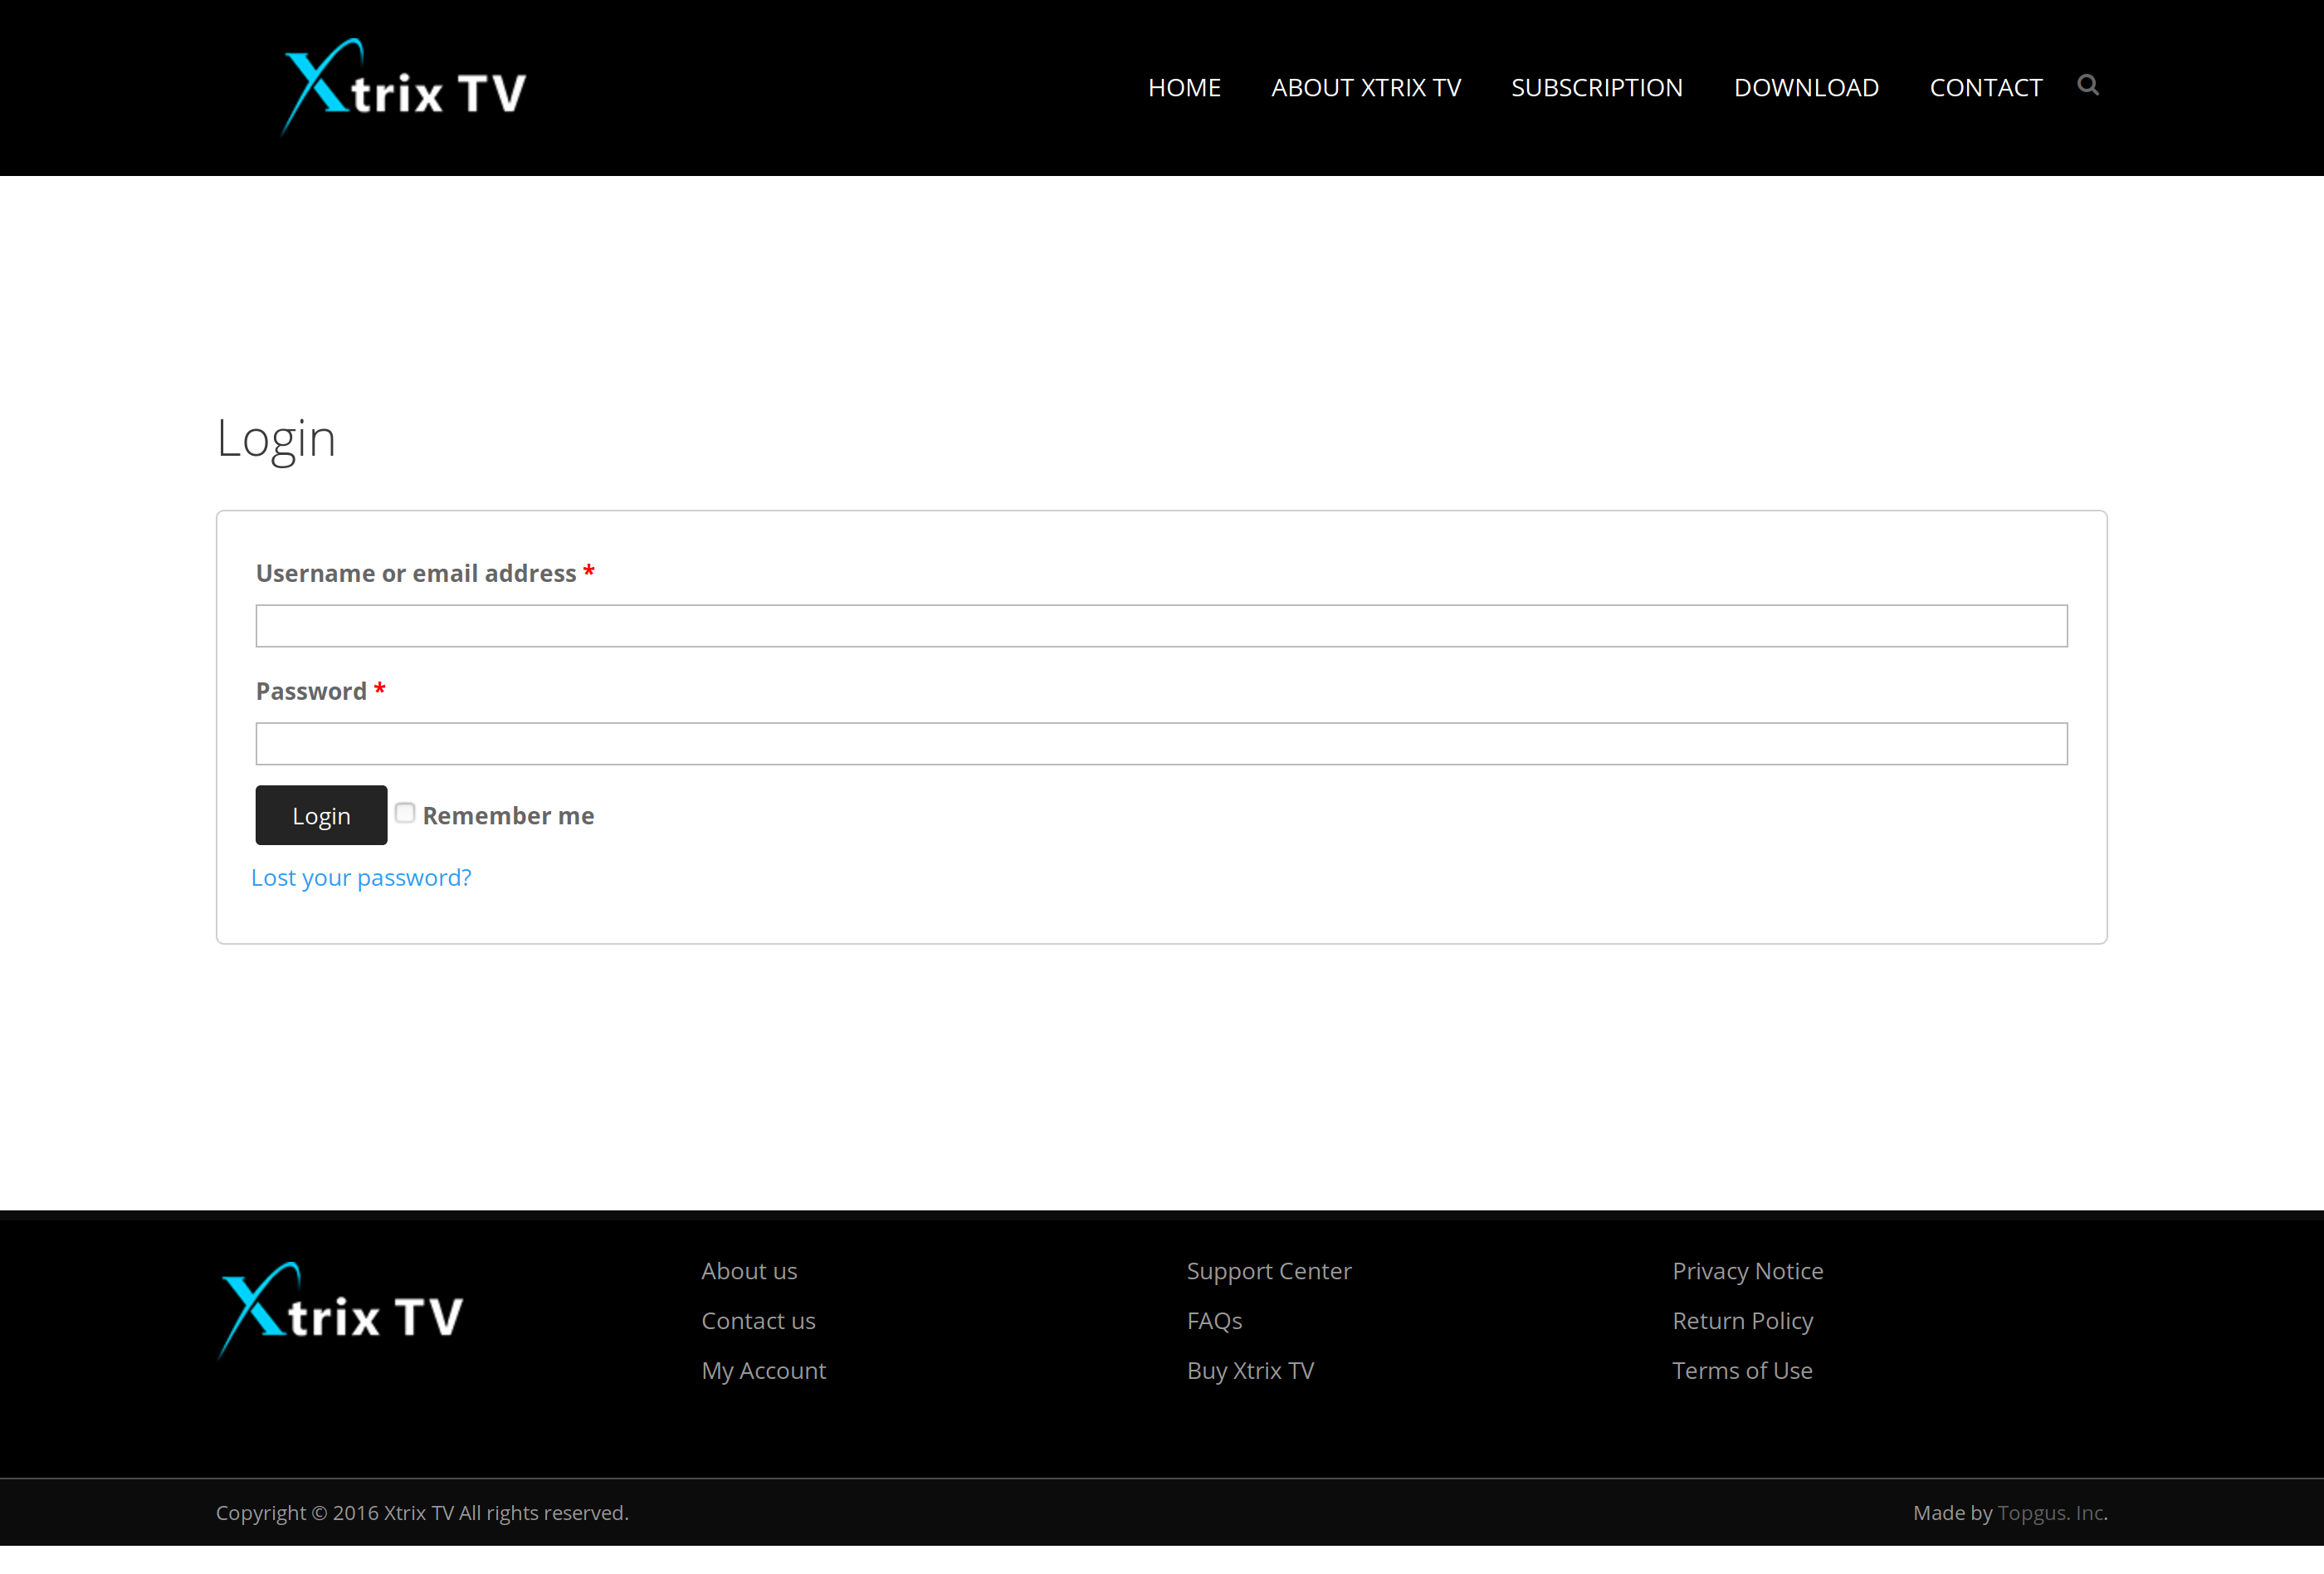 Xtrix TV
HOME ABOUT XTRIX TV SUBSCRIPTION DOWNLOAD CONTACT
Login
Username or email address *
Password *
Login Remember me
Lost your password?
Xtrix TV
About us
Contact us
My Account
Support Center
FAQs
Buy Xtrix TV
Privacy Notice
Return Policy
Terms of Use
Copyright © 2016 Xtrix TV All rights reserved.
Made by Topgus. Inc.